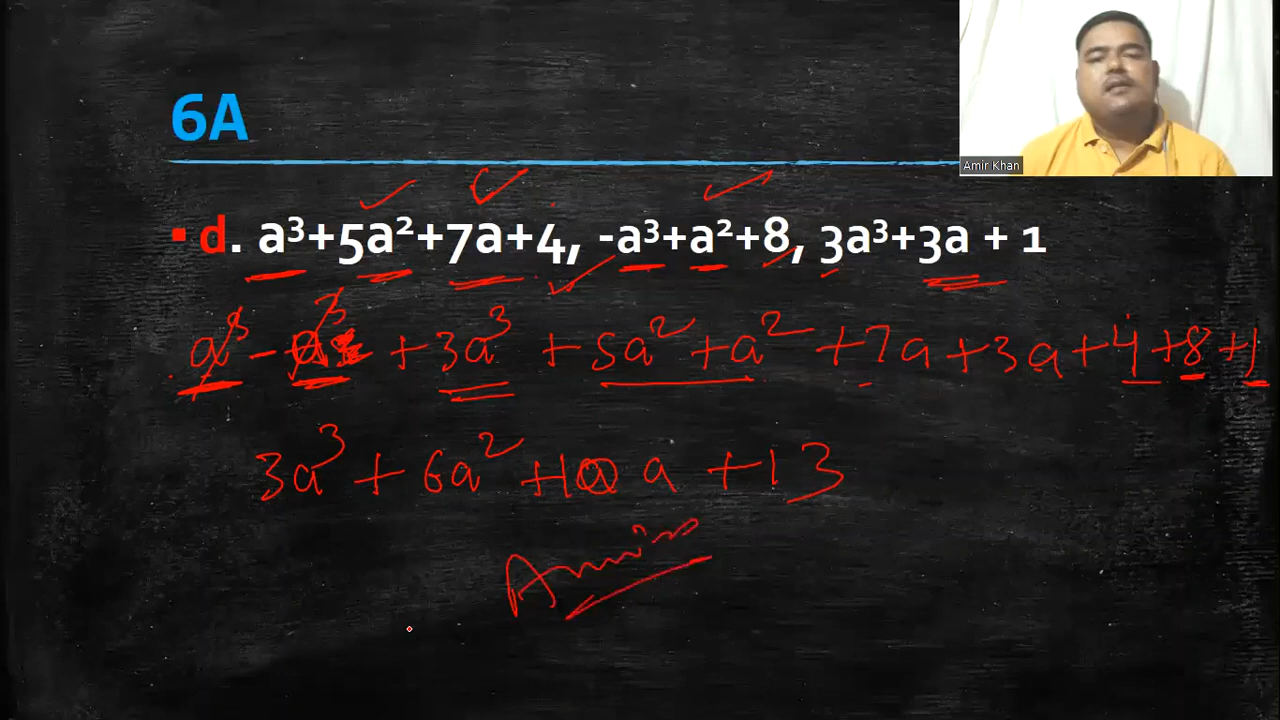 6A
Amir Khan
▪ d. a³+5a²+7a+4, -a³+a²+8, 3a³+3a + 1
a³ - a³ + 3a³ + 5a² + a² + 7a + 3a + 4 + 8 + 1
3a³ + 6a² + 10 a + 13